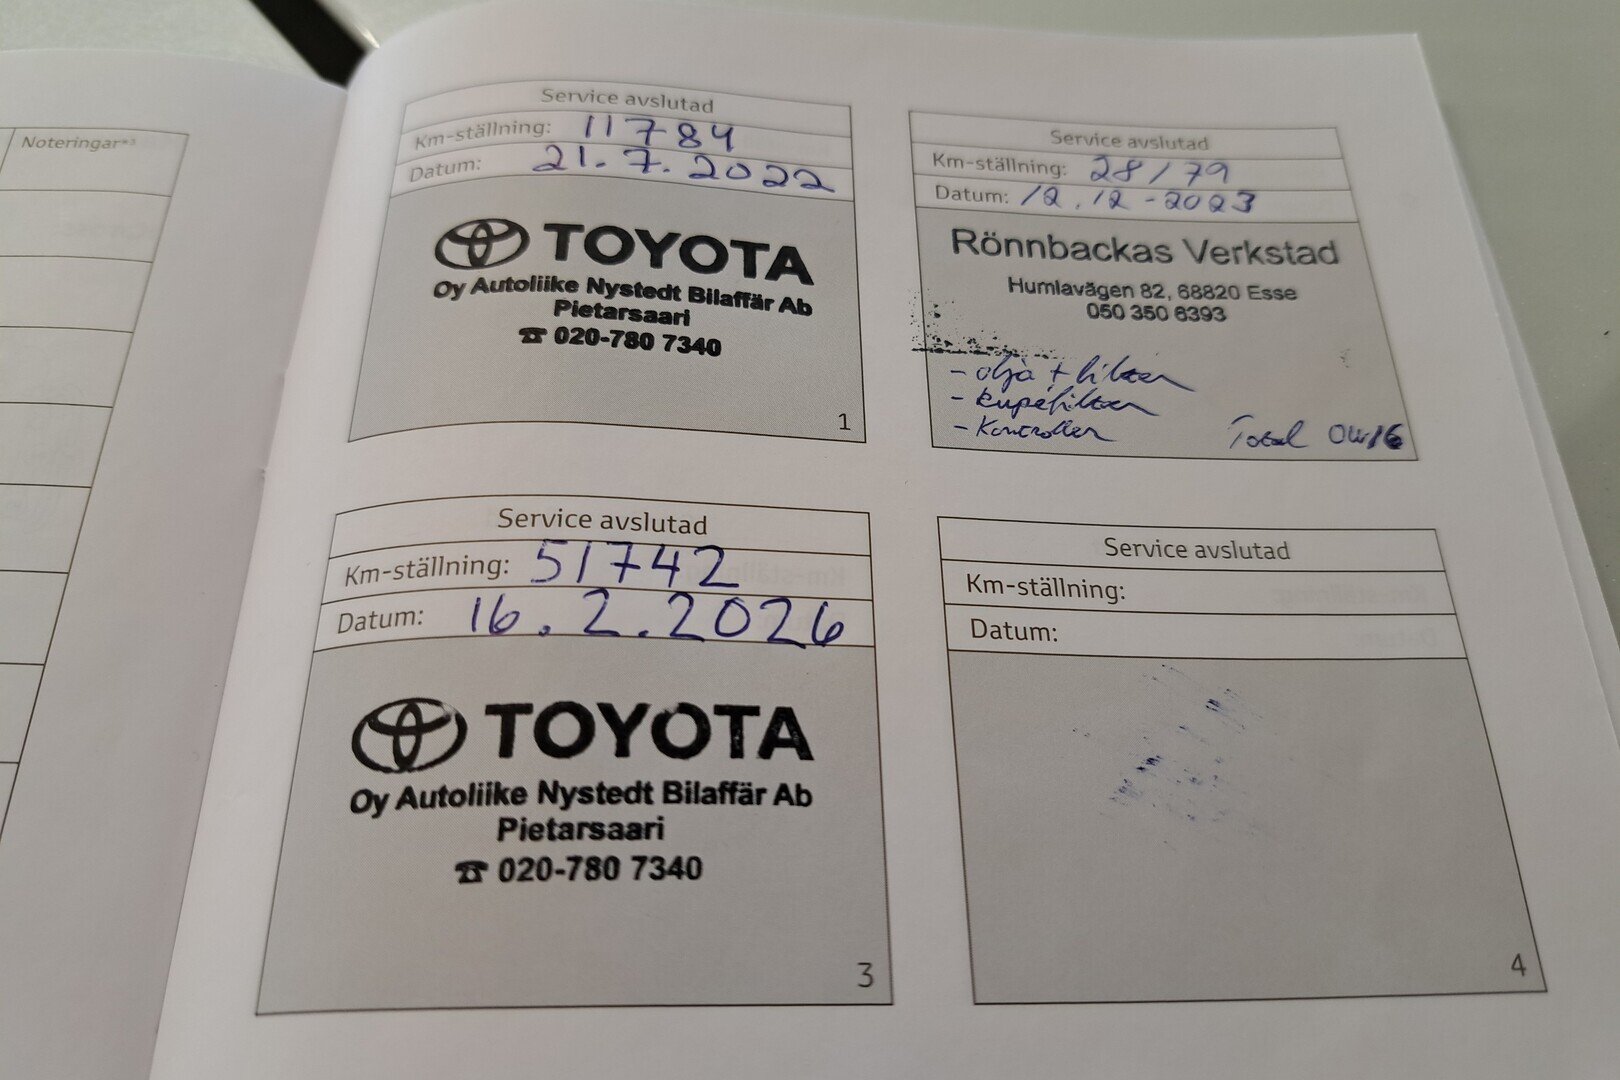 Noteringar*³
Service avslutad
Km-ställning: 11784
Datum: 21.7.2022
TOYOTA
Oy Autoliike Nystedt Bilaffär Ab
Pietarsaari
☎ 020-780 7340
1
Service avslutad
Km-ställning: 28179
Datum: 12.12-2023
Rönnbackas Verkstad
Humlavägen 82, 68820 Esse
050 350 6393
- olja + filter
- kupéfilter
- Kontroller
Total 0W16
Service avslutad
Km-ställning: 51742
Datum: 16.2.2026
TOYOTA
Oy Autoliike Nystedt Bilaffär Ab
Pietarsaari
☎ 020-780 7340
3
Service avslutad
Km-ställning:
Datum:
4